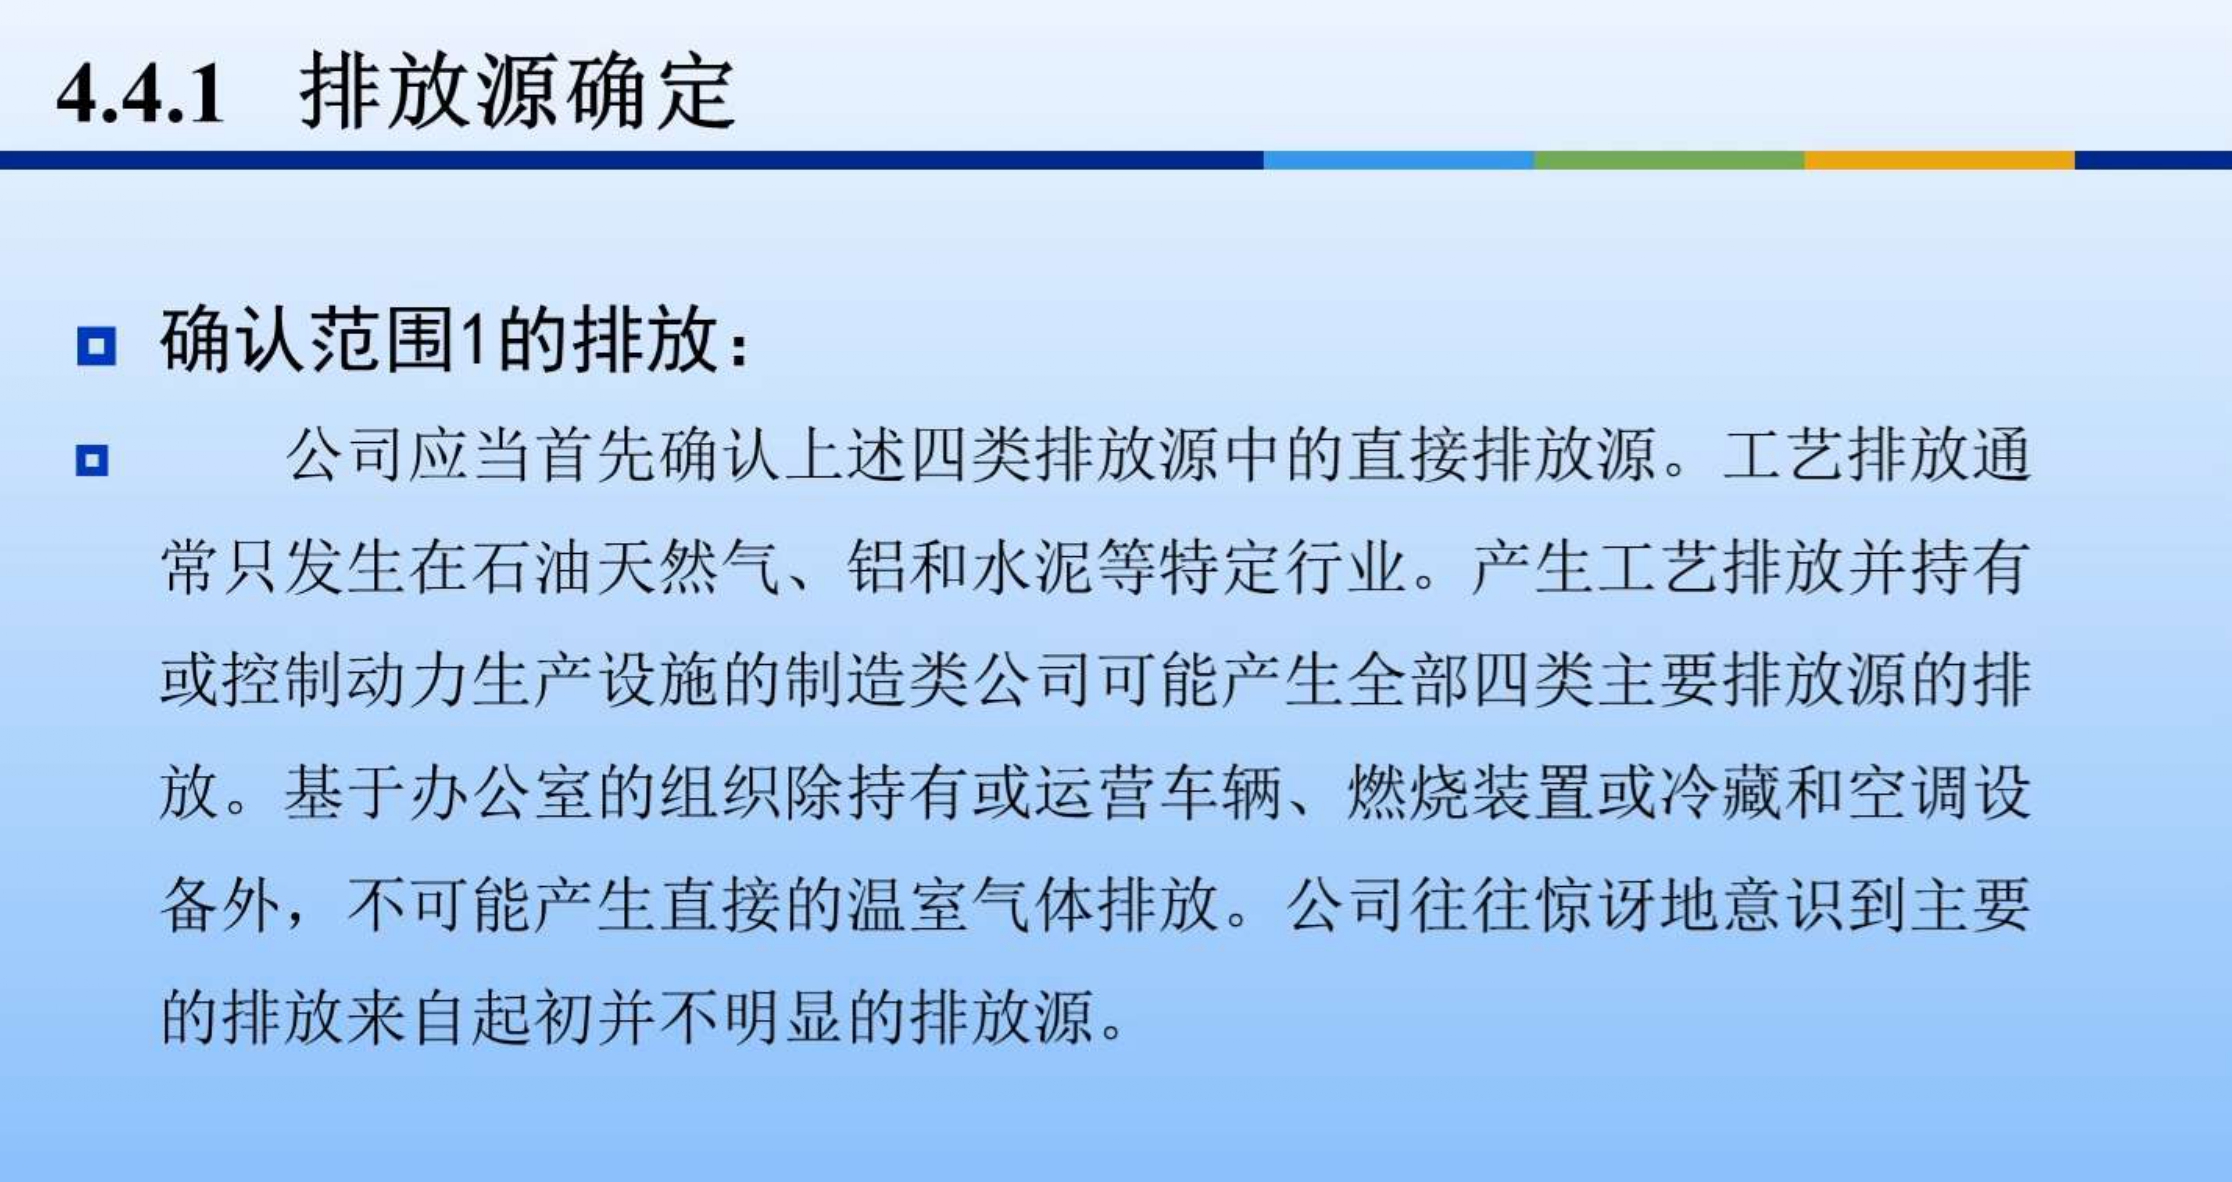 4.4.1 排放源确定
确认范围1的排放：
公司应当首先确认上述四类排放源中的直接排放源。工艺排放通
常只发生在石油天然气、铝和水泥等特定行业。产生工艺排放并持有
或控制动力生产设施的制造类公司可能产生全部四类主要排放源的排
放。基于办公室的组织除持有或运营车辆、燃烧装置或冷藏和空调设
备外，不可能产生直接的温室气体排放。公司往往惊讶地意识到主要
的排放来自起初并不明显的排放源。